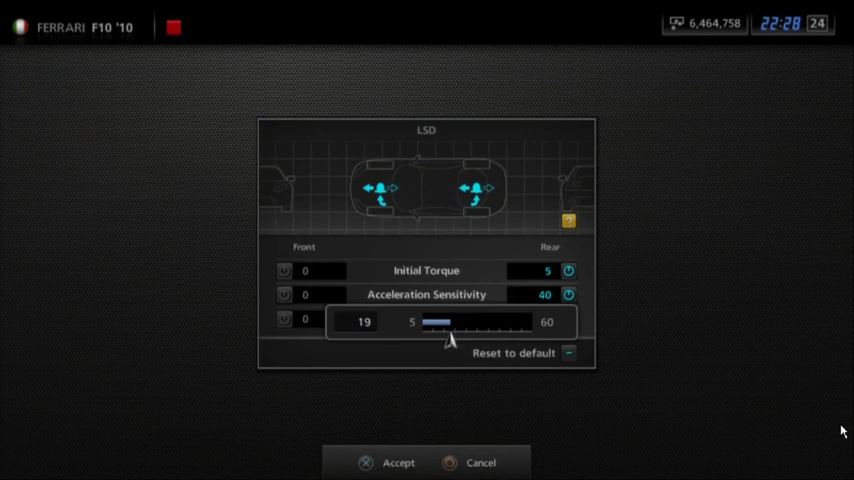 FERRARI F10 '10
6,464,758
22:28 24
LSD
?
Front Rear
0 Initial Torque 5
0 Acceleration Sensitivity 40
0 19 5 60
Reset to default
Accept Cancel